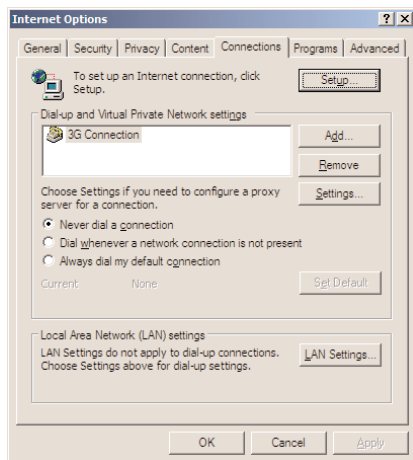 Internet Options
? X
General Security Privacy Content Connections Programs Advanced
To set up an Internet connection, click
Setup.
Setup...
Dial-up and Virtual Private Network settings
3G Connection
Add...
Remove
Choose Settings if you need to configure a proxy
server for a connection.
Settings...
Never dial a connection
Dial whenever a network connection is not present
Always dial my default connection
Current None
Set Default
Local Area Network (LAN) settings
LAN Settings do not apply to dial-up connections.
Choose Settings above for dial-up settings.
LAN Settings...
OK Cancel Apply